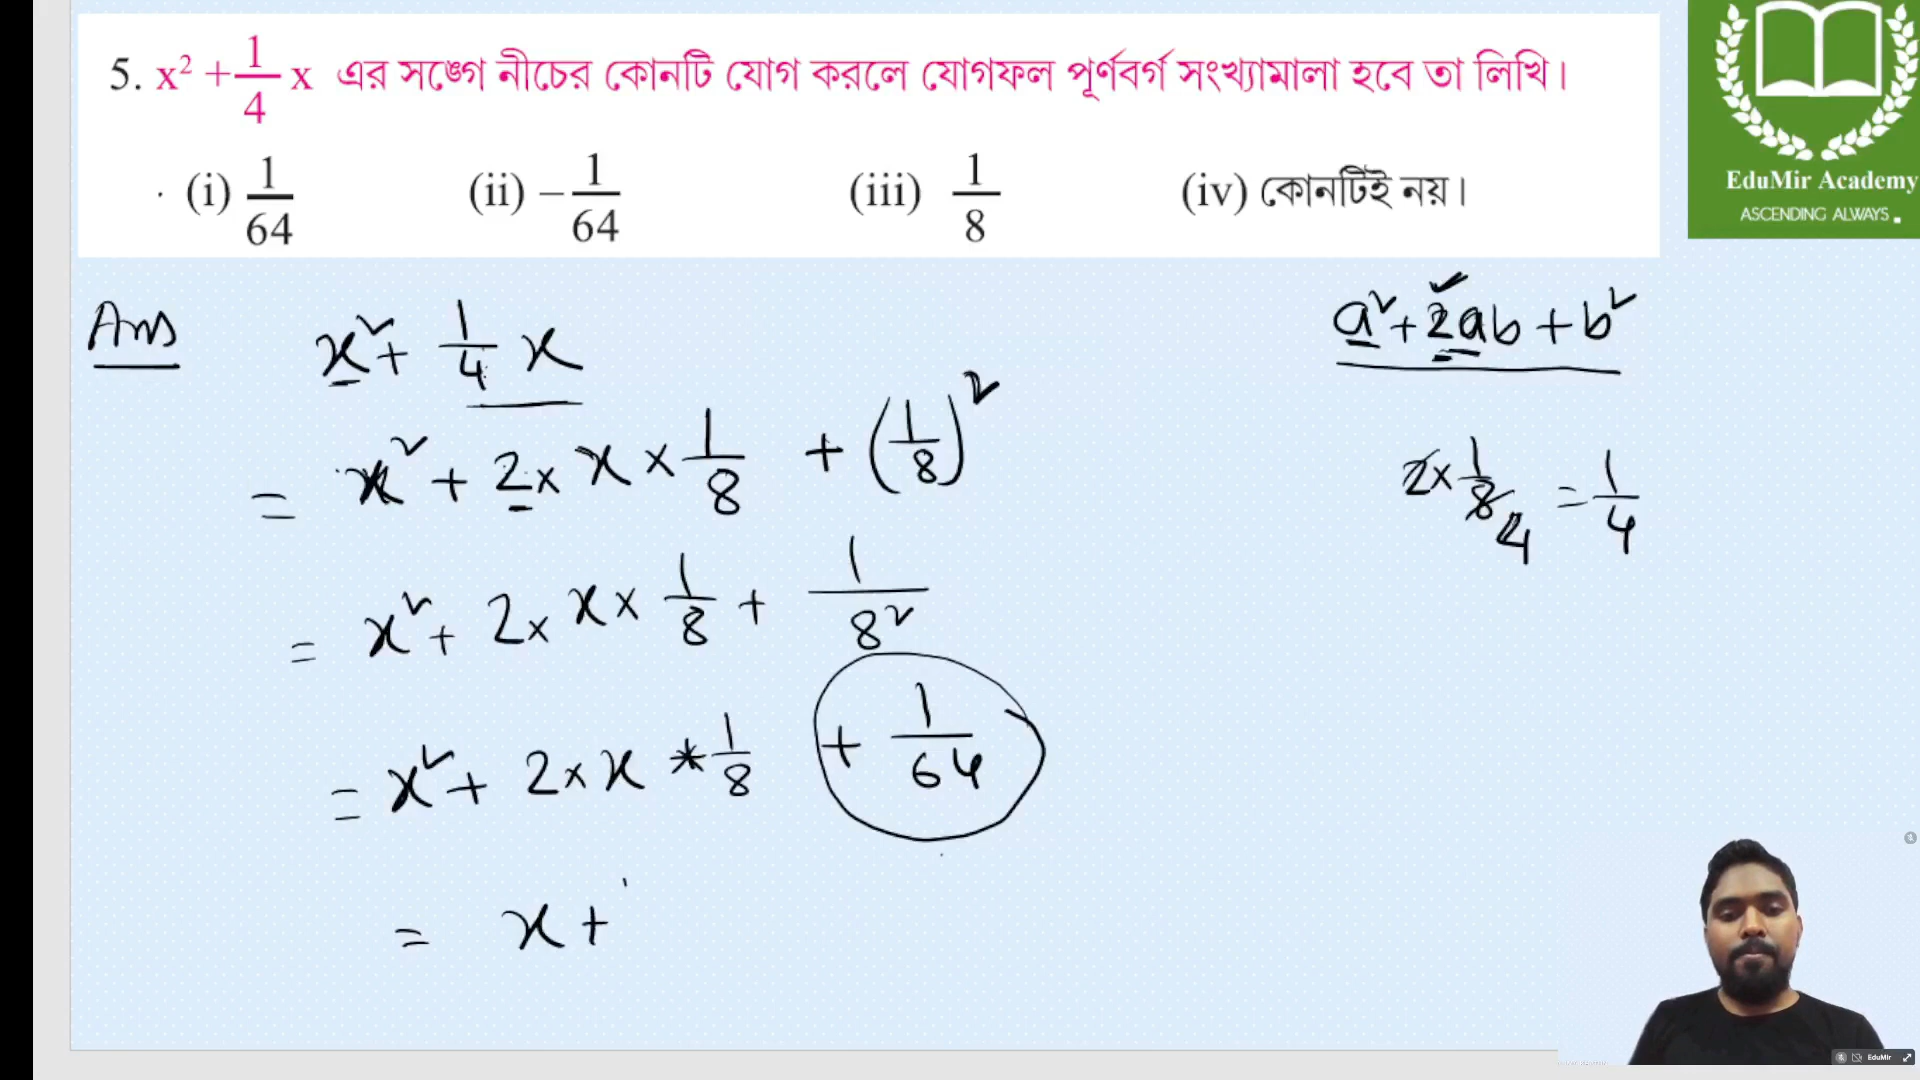 5. x² + 1/4 x এর সঙ্গে নীচের কোনটি যোগ করলে যোগফল পূর্ণবর্গ সংখ্যামালা হবে তা লিখি।
(i) 1/64 (ii) – 1/64 (iii) 1/8 (iv) কোনটিই নয়।
EduMir Academy
ASCENDING ALWAYS.
Ans
x² + 1/4 x
a² + 2ab + b²
= x² + 2 × x × 1/8 + (1/8)²
2 × 1/8 4 = 1/4
= x² + 2 × x × 1/8 + 1/8²
= x² + 2 × x * 1/8 + 1/64
= x +
EduMir